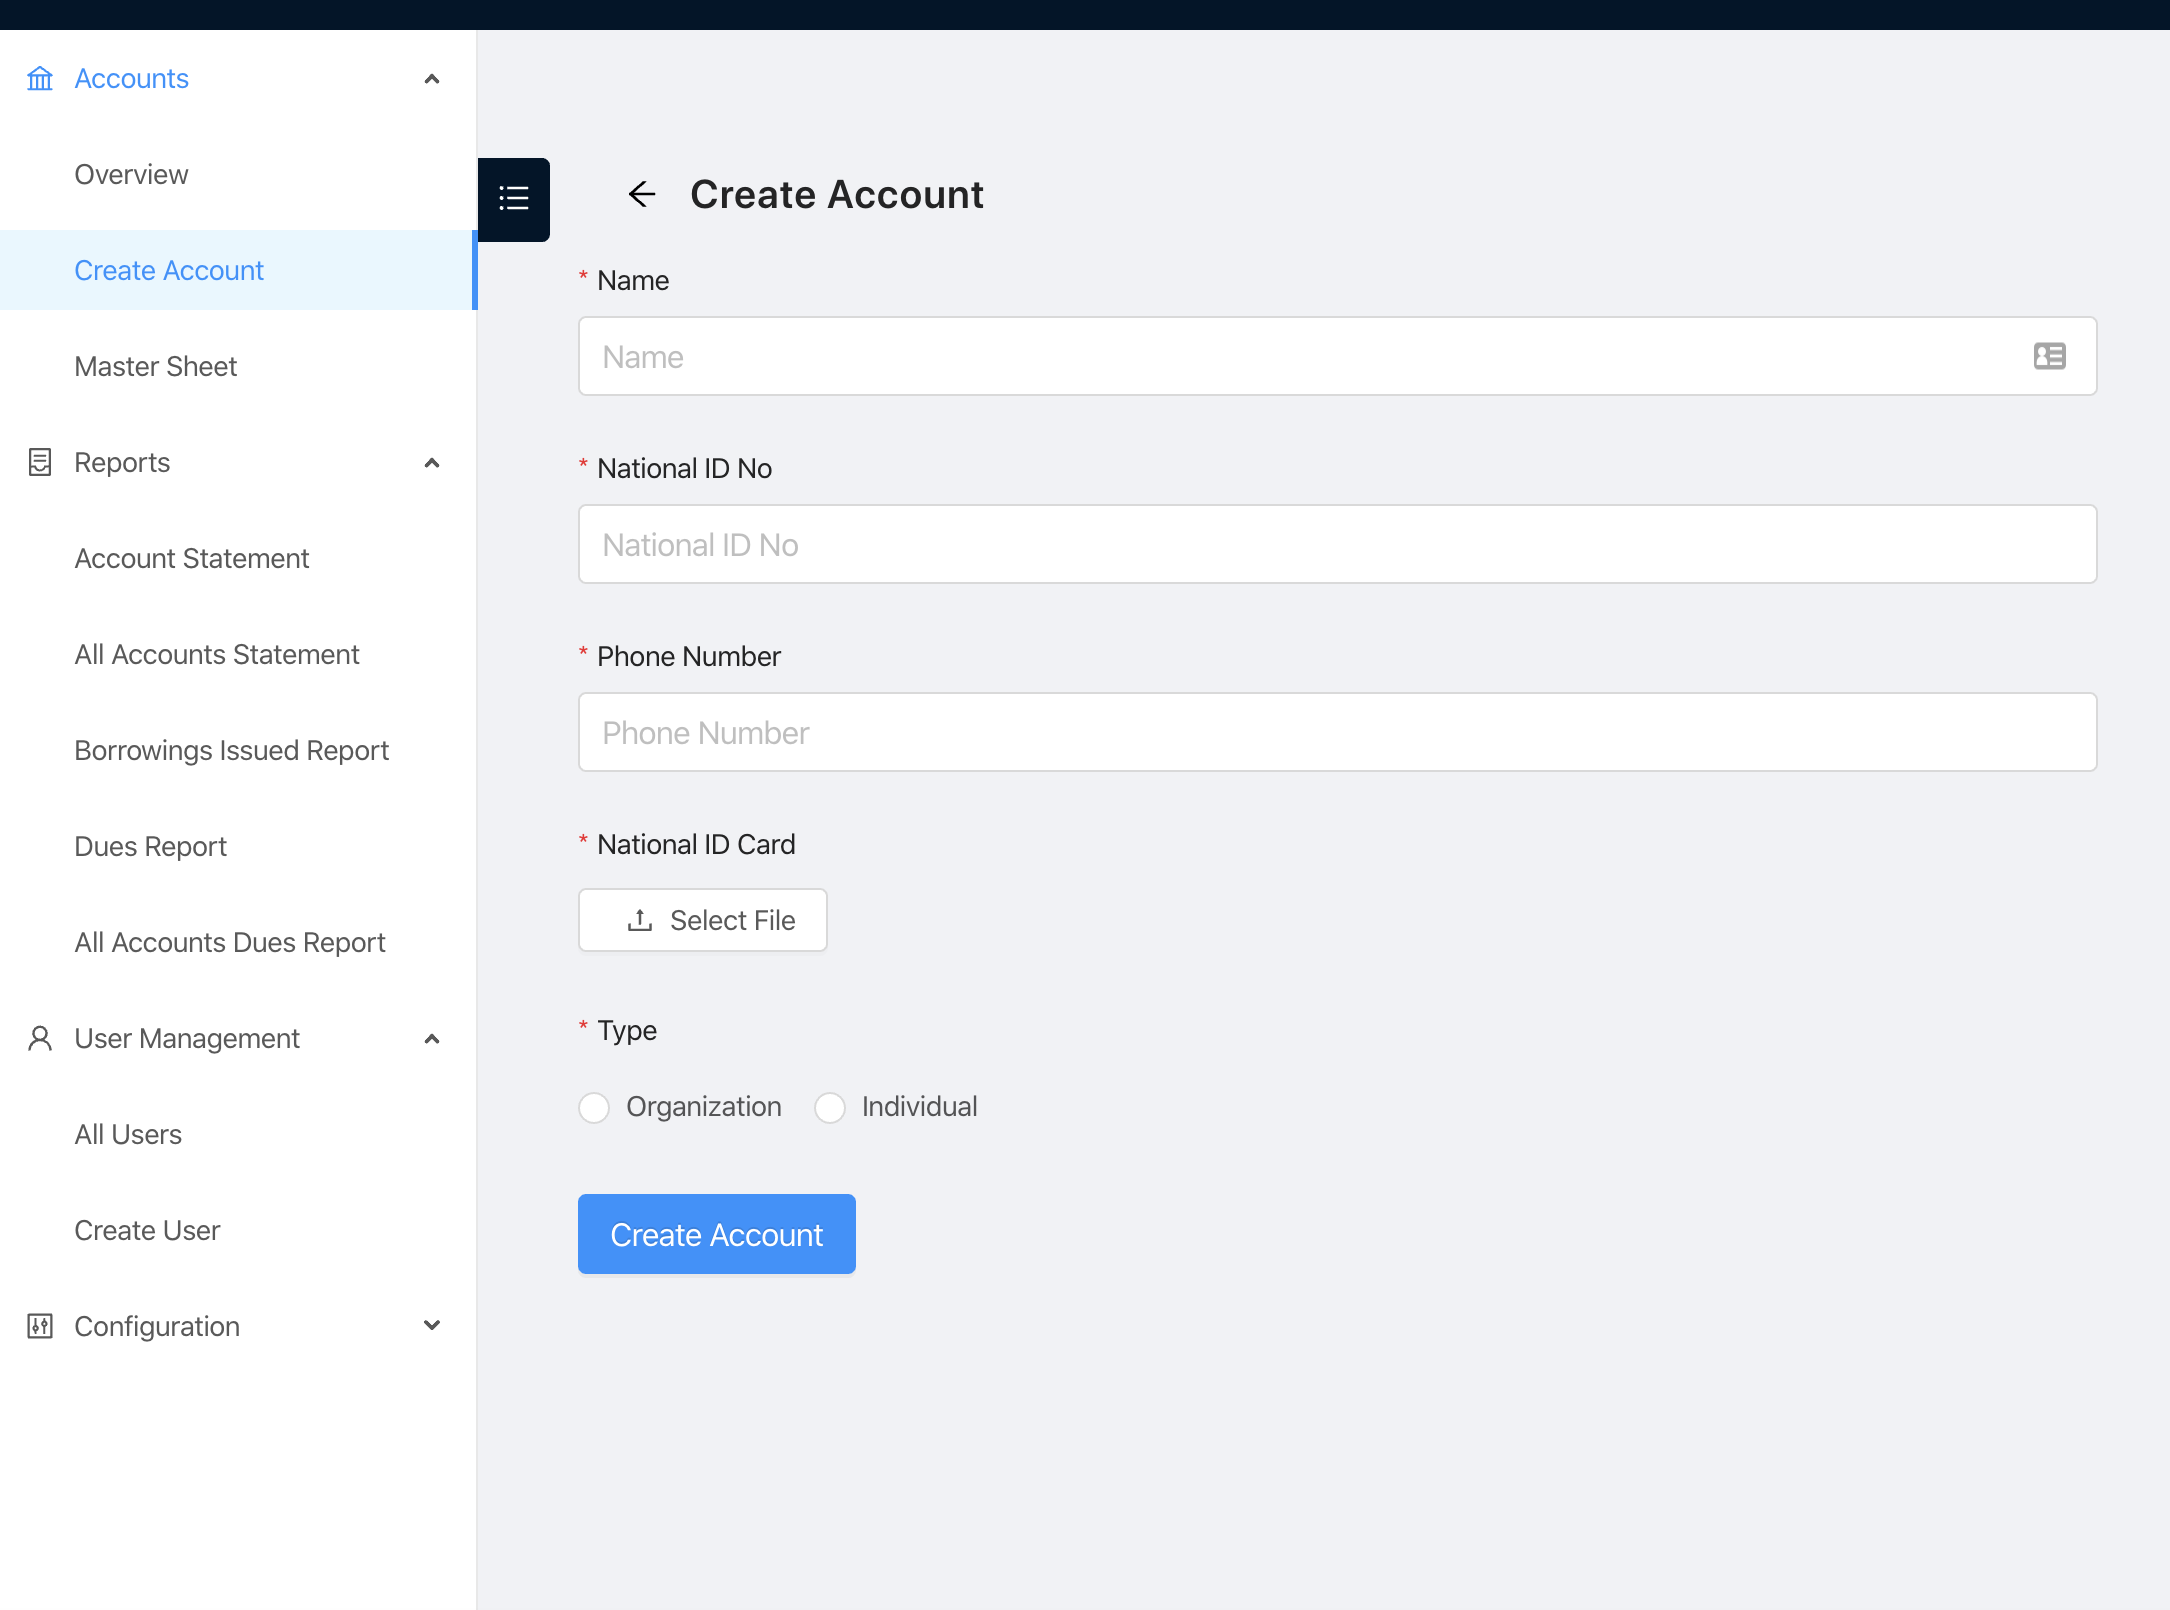 Accounts
Overview
Create Account
Master Sheet
Reports
Account Statement
All Accounts Statement
Borrowings Issued Report
Dues Report
All Accounts Dues Report
User Management
All Users
Create User
Configuration
Create Account
* Name
Name
* National ID No
National ID No
* Phone Number
Phone Number
* National ID Card
Select File
* Type
Organization Individual
Create Account